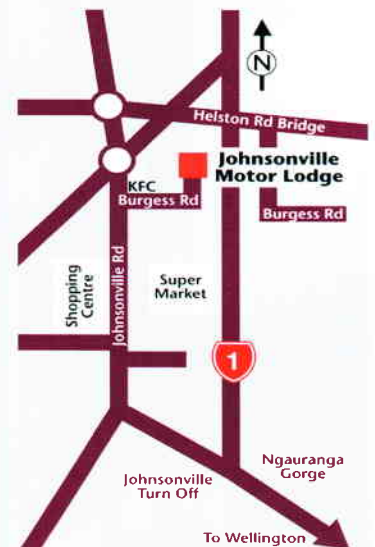 N
Helston Rd Bridge
Johnsonville
Motor Lodge
KFC
Burgess Rd
Burgess Rd
Johnsonville Rd
Shopping
Centre
Super
Market
1
Ngauranga
Gorge
Johnsonville
Turn Off
To Wellington